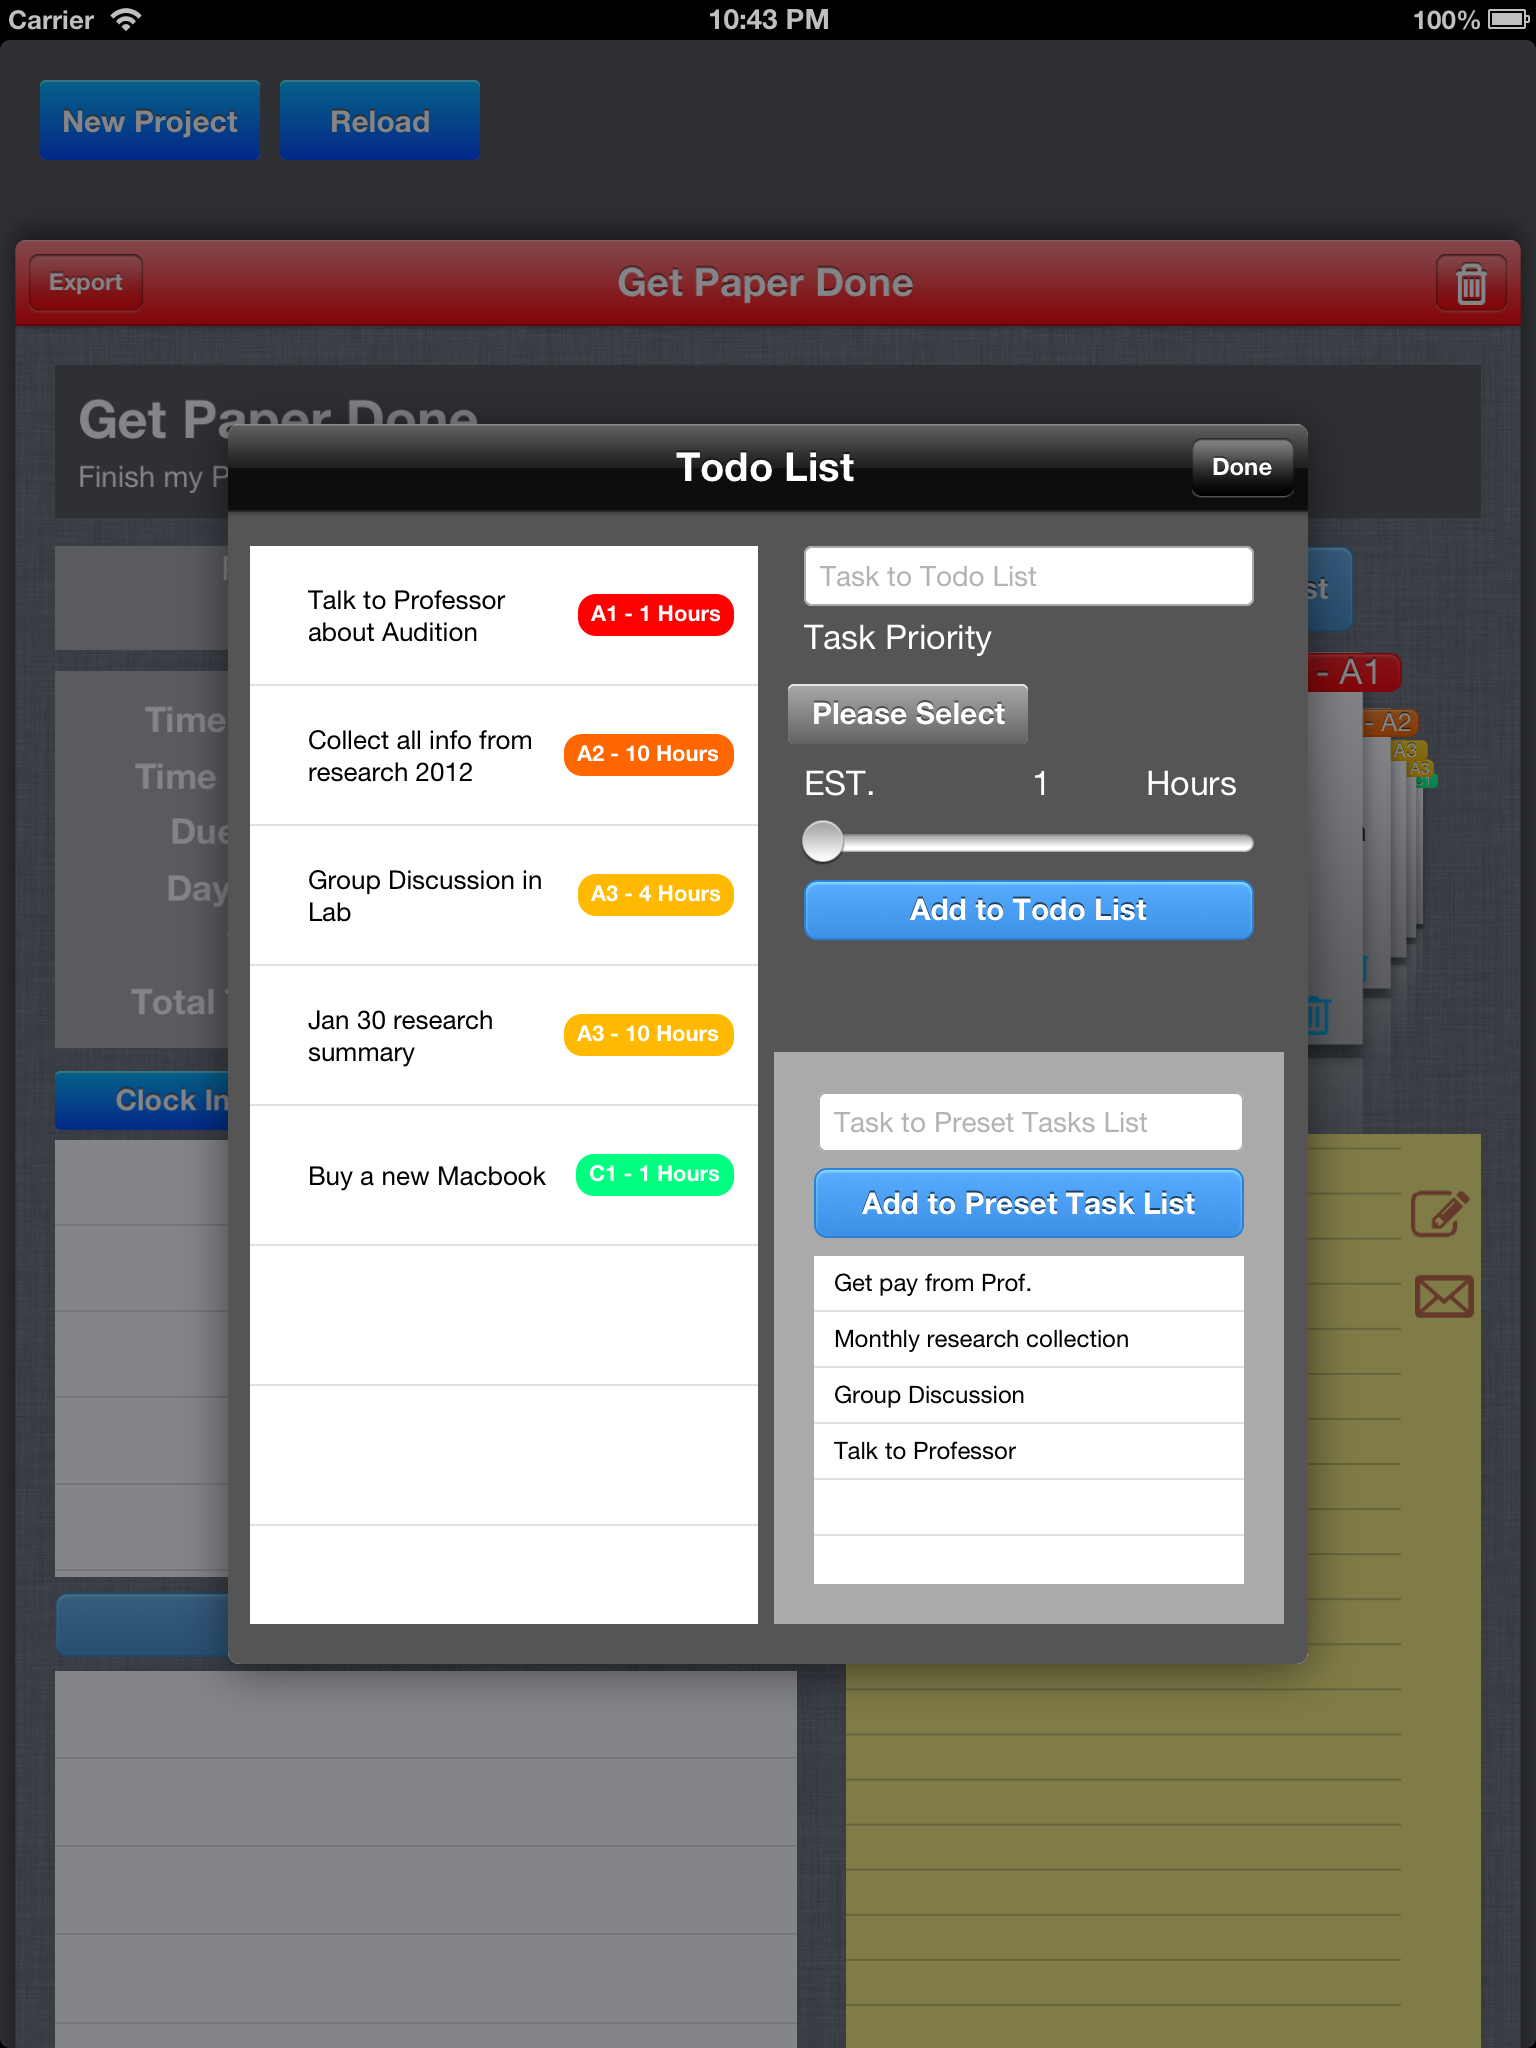 Carrier 10:43 PM 100%
New Project Reload
Export Get Paper Done
Get Paper Done
Finish my
Todo List Done
Talk to Professor
about Audition
A1 - 1 Hours
Collect all info from
research 2012
A2 - 10 Hours
Group Discussion in
Lab
A3 - 4 Hours
Jan 30 research
summary
A3 - 10 Hours
Buy a new Macbook
C1 - 1 Hours
Task to Todo List
Task Priority
Please Select
EST. 1 Hours
Add to Todo List
Task to Preset Tasks List
Add to Preset Task List
Get pay from Prof.
Monthly research collection
Group Discussion
Talk to Professor
Time
Time
Due
Day
Total
Clock In
- A1
- A2
A3
A3